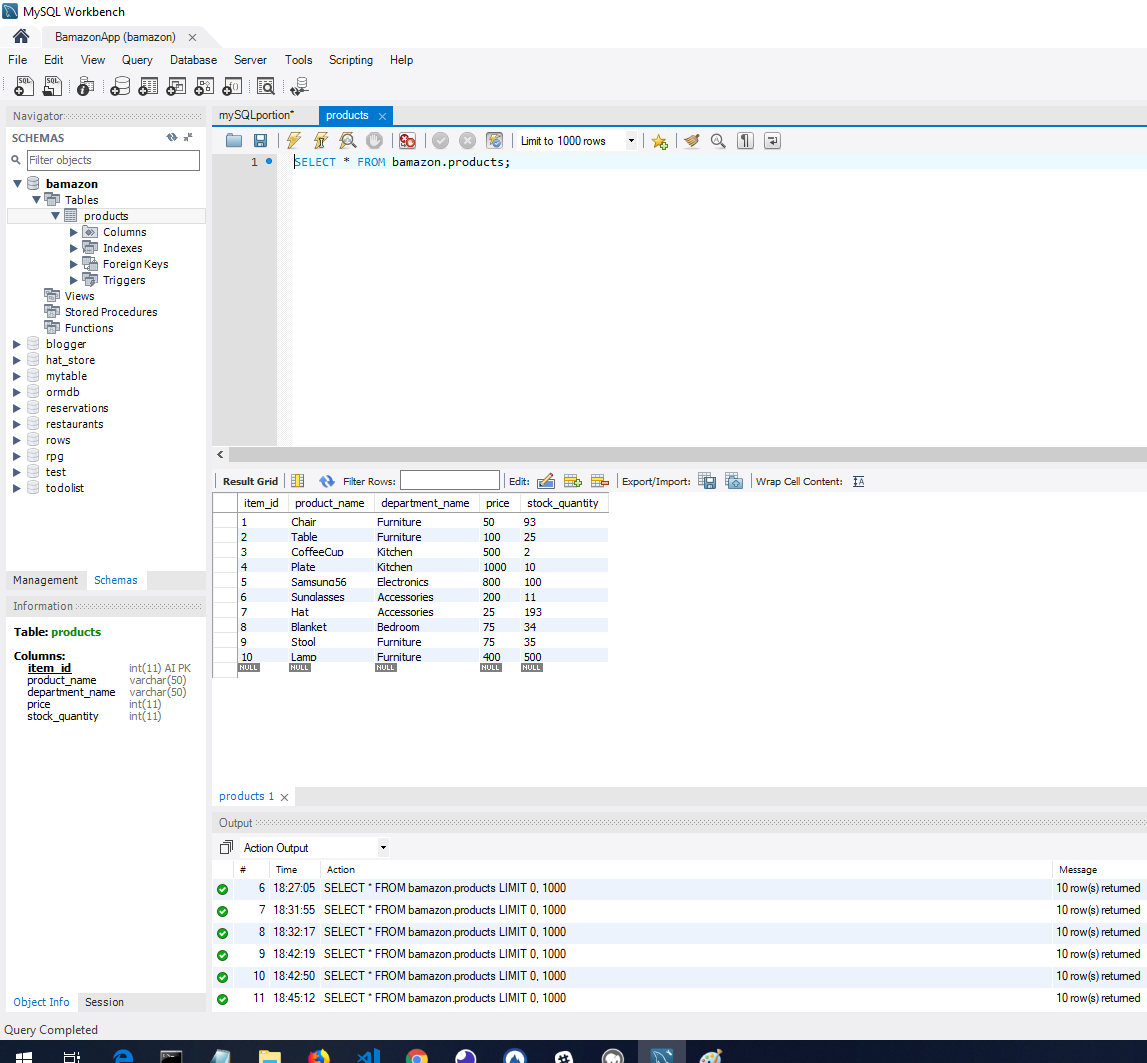 MySQL Workbench
BamazonApp (bamazon)
File Edit View Query Database Server Tools Scripting Help
Navigator
SCHEMAS
Filter objects
bamazon
Tables
products
Columns
Indexes
Foreign Keys
Triggers
Views
Stored Procedures
Functions
blogger
hat_store
mytable
ormdb
reservations
restaurants
rows
rpg
test
todolist
Management Schemas
Information
Table: products
Columns:
item_id int(11) AI PK
product_name varchar(50)
department_name varchar(50)
price int(11)
stock_quantity int(11)
Object Info Session
mySQLportion* products
Limit to 1000 rows
1 SELECT * FROM bamazon.products;
Result Grid Filter Rows: Edit: Export/Import: Wrap Cell Content:
item_id product_name department_name price stock_quantity
1 Chair Furniture 50 93
2 Table Furniture 100 25
3 CoffeeCup Kitchen 500 2
4 Plate Kitchen 1000 10
5 Samsung56 Electronics 800 100
6 Sunglasses Accessories 200 11
7 Hat Accessories 25 193
8 Blanket Bedroom 75 34
9 Stool Furniture 75 35
10 Lamp Furniture 400 500
NULL NULL NULL NULL NULL
products 1
Output
Action Output
# Time Action Message
6 18:27:05 SELECT * FROM bamazon.products LIMIT 0, 1000 10 row(s) returned
7 18:31:55 SELECT * FROM bamazon.products LIMIT 0, 1000 10 row(s) returned
8 18:32:17 SELECT * FROM bamazon.products LIMIT 0, 1000 10 row(s) returned
9 18:42:19 SELECT * FROM bamazon.products LIMIT 0, 1000 10 row(s) returned
10 18:42:50 SELECT * FROM bamazon.products LIMIT 0, 1000 10 row(s) returned
11 18:45:12 SELECT * FROM bamazon.products LIMIT 0, 1000 10 row(s) returned
Query Completed